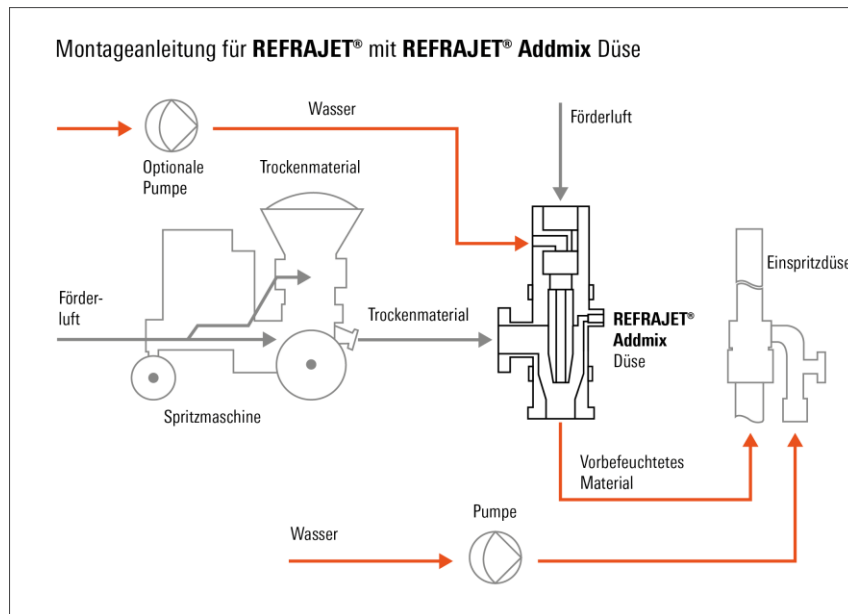 Montageanleitung für REFRAJET® mit REFRAJET® Addmix Düse
Wasser
Förderluft
Optionale
Pumpe
Trockenmaterial
Einspritzdüse
Förder-
luft
Trockenmaterial
REFRAJET®
Addmix
Düse
Spritzmaschine
Vorbefeuchtetes
Material
Pumpe
Wasser